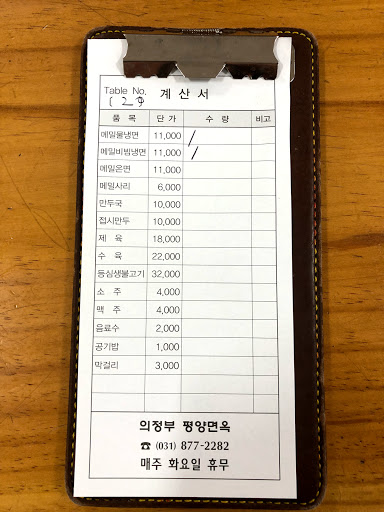 Table No. 계 산 서
품 목 단 가 수 량 비고
메밀물냉면 11,000 /
메밀비빔냉면 11,000 /
메밀온면 11,000
메밀사리 6,000
만두국 10,000
접시만두 10,000
제 육 18,000
수 육 22,000
등심생불고기 32,000
소 주 4,000
맥 주 4,000
음료수 2,000
공기밥 1,000
막걸리 3,000
의정부 평양면옥
☎ (031) 877-2282
매주 화요일 휴무